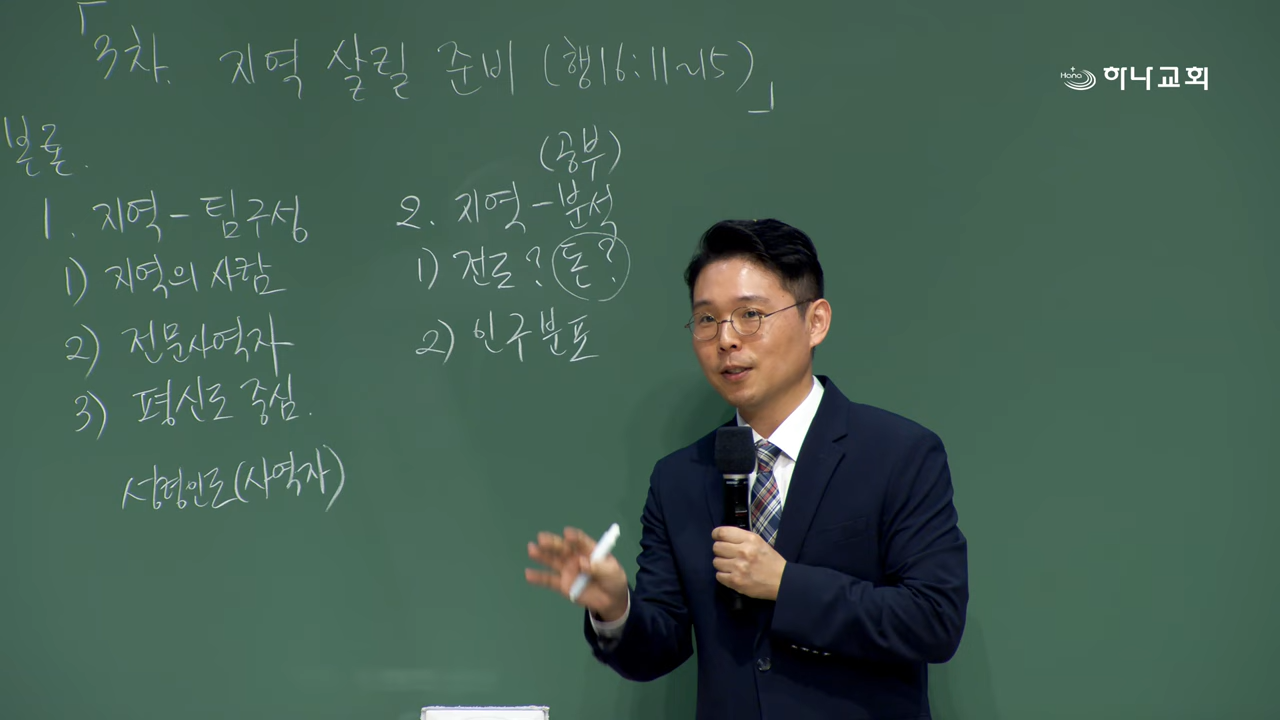 「3차. 지역 살릴 준비 (행16:11~15)」
Hana 하나교회
본론.
1. 지역 - 팀구성
1) 지역의 사람
2) 전문사역자
3) 평신도 중심.
성령인도(사역자)
(공부)
2. 지역 - 분석
1) 전도? 돈?
2) 인구분포